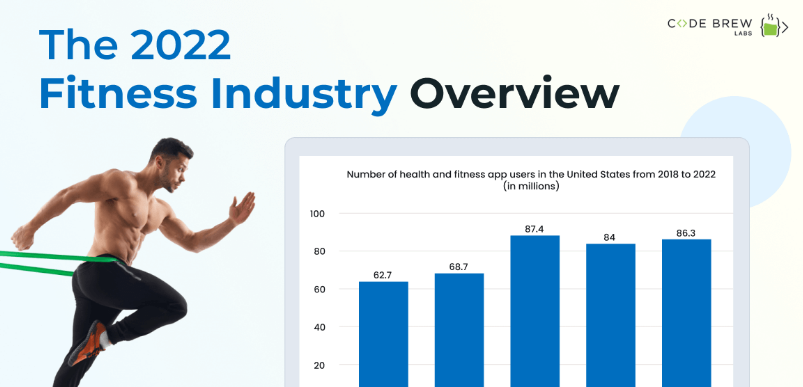 CODE BREW
LABS
The 2022
Fitness Industry Overview
Number of health and fitness app users in the United States from 2018 to 2022
(in millions)
100
80
60
40
20
62.7
68.7
87.4
84
86.3